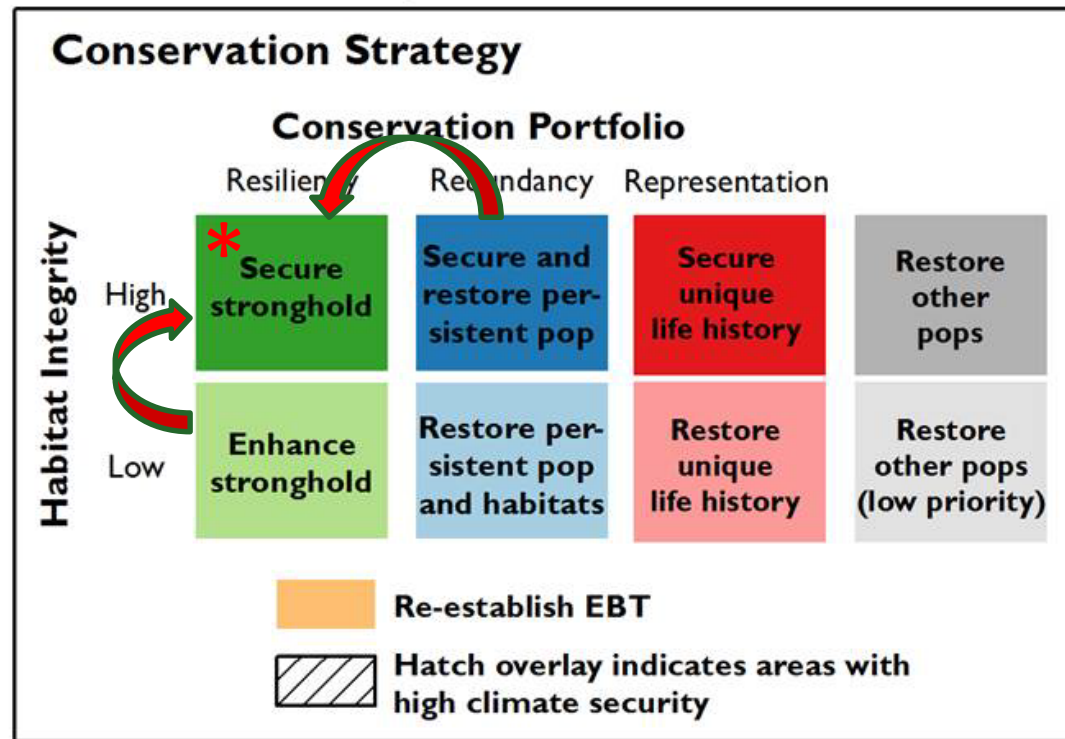 Conservation Strategy
Conservation Portfolio
Resiliency Redundancy Representation
Habitat Integrity
High
Secure
stronghold
Secure and
restore per-
sistent pop
Secure
unique
life history
Restore
other
pops
Low
Enhance
stronghold
Restore per-
sistent pop
and habitats
Restore
unique
life history
Restore
other pops
(low priority)
Re-establish EBT
Hatch overlay indicates areas with
high climate security